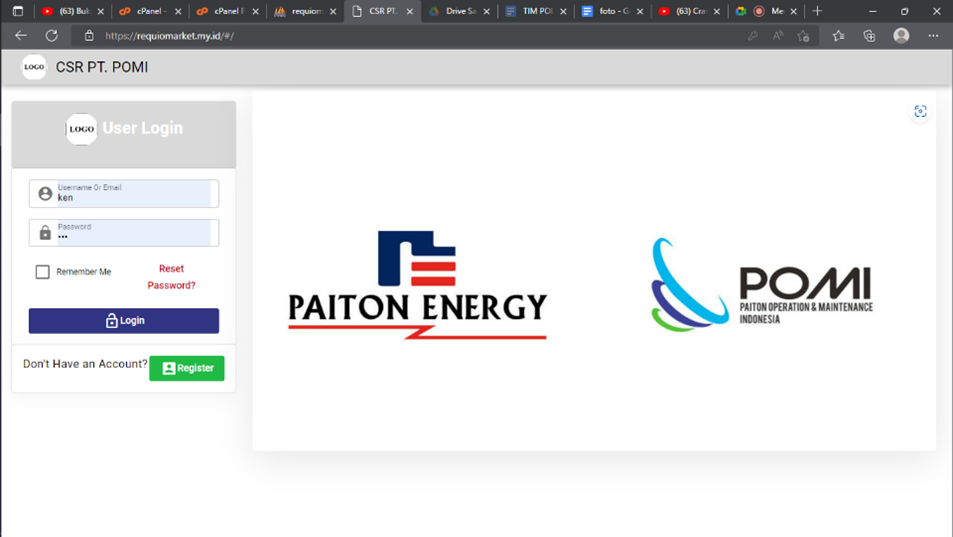 (63) Bul
cPanel -
cPanel F
requiom
CSR PT.
Drive Sa
TIM POI
foto - G
(63) Cra
Me
https://requiomarket.my.id/#/
LOGO CSR PT. POMI
LOGO User Login
Username Or Email
ken
Password
Remember Me
Reset
Password?
Login
Don't Have an Account?
Register
PAITON ENERGY
POMI
PAITON OPERATION & MAINTENANCE
INDONESIA